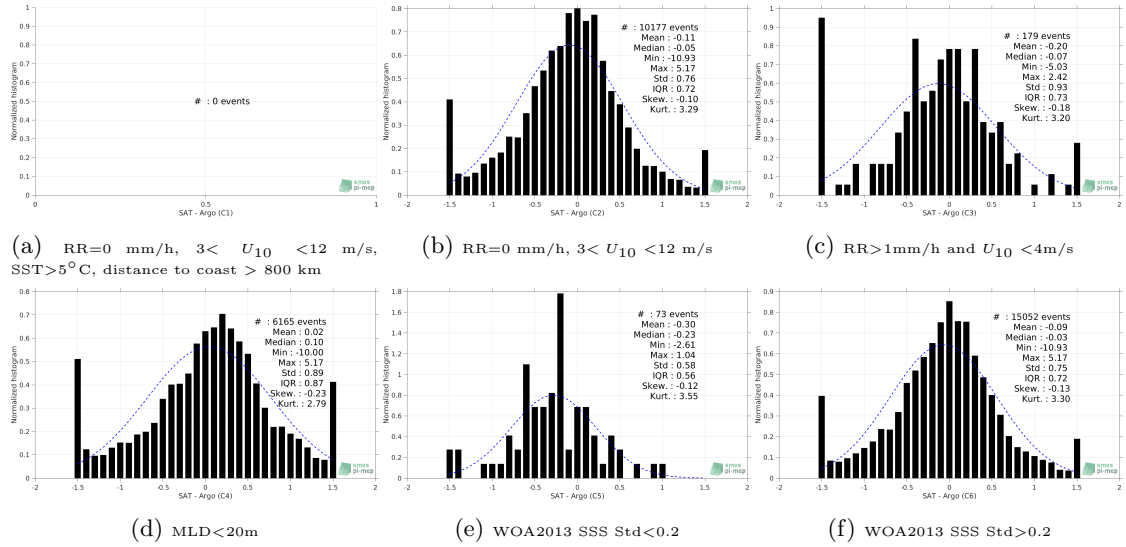 1
0.9
0.8
0.7
0.6
0.5
0.4
0.3
0.2
0.1
0
Normalized histogram
# : 0 events
0 0.5 1
SAT - Argo (C1)
smos
pi-mep
(a) RR=0 mm/h, 3< U10 <12 m/s,
SST>5°C, distance to coast > 800 km
0.8
0.7
0.6
0.5
0.4
0.3
0.2
0.1
0
Normalized histogram
# : 10177 events
Mean : -0.11
Median : -0.05
Min : -10.93
Max : 5.17
Std : 0.76
IQR : 0.72
Skew. : -0.10
Kurt. : 3.29
-2 -1.5 -1 -0.5 0 0.5 1 1.5 2
SAT - Argo (C2)
smos
pi-mep
(b) RR=0 mm/h, 3< U10 <12 m/s
1
0.9
0.8
0.7
0.6
0.5
0.4
0.3
0.2
0.1
0
Normalized histogram
# : 179 events
Mean : -0.20
Median : -0.07
Min : -5.03
Max : 2.42
Std : 0.93
IQR : 0.73
Skew. : -0.18
Kurt. : 3.20
-2 -1.5 -1 -0.5 0 0.5 1 1.5 2
SAT - Argo (C3)
smos
pi-mep
(c) RR>1mm/h and U10 <4m/s
0.8
0.7
0.6
0.5
0.4
0.3
0.2
0.1
0
Normalized histogram
# : 6165 events
Mean : 0.02
Median : 0.10
Min : -10.00
Max : 5.17
Std : 0.89
IQR : 0.87
Skew. : -0.23
Kurt. : 2.79
-2 -1.5 -1 -0.5 0 0.5 1 1.5 2
SAT - Argo (C4)
smos
pi-mep
(d) MLD<20m
1.8
1.6
1.4
1.2
1
0.8
0.6
0.4
0.2
0
Normalized histogram
# : 73 events
Mean : -0.30
Median : -0.23
Min : -2.61
Max : 1.04
Std : 0.58
IQR : 0.56
Skew. : -0.12
Kurt. : 3.55
-2 -1.5 -1 -0.5 0 0.5 1 1.5 2
SAT - Argo (C5)
smos
pi-mep
(e) WOA2013 SSS Std<0.2
0.9
0.8
0.7
0.6
0.5
0.4
0.3
0.2
0.1
0
Normalized histogram
# : 15052 events
Mean : -0.09
Median : -0.03
Min : -10.93
Max : 5.17
Std : 0.75
IQR : 0.72
Skew. : -0.13
Kurt. : 3.30
-2 -1.5 -1 -0.5 0 0.5 1 1.5 2
SAT - Argo (C6)
smos
pi-mep
(f) WOA2013 SSS Std>0.2